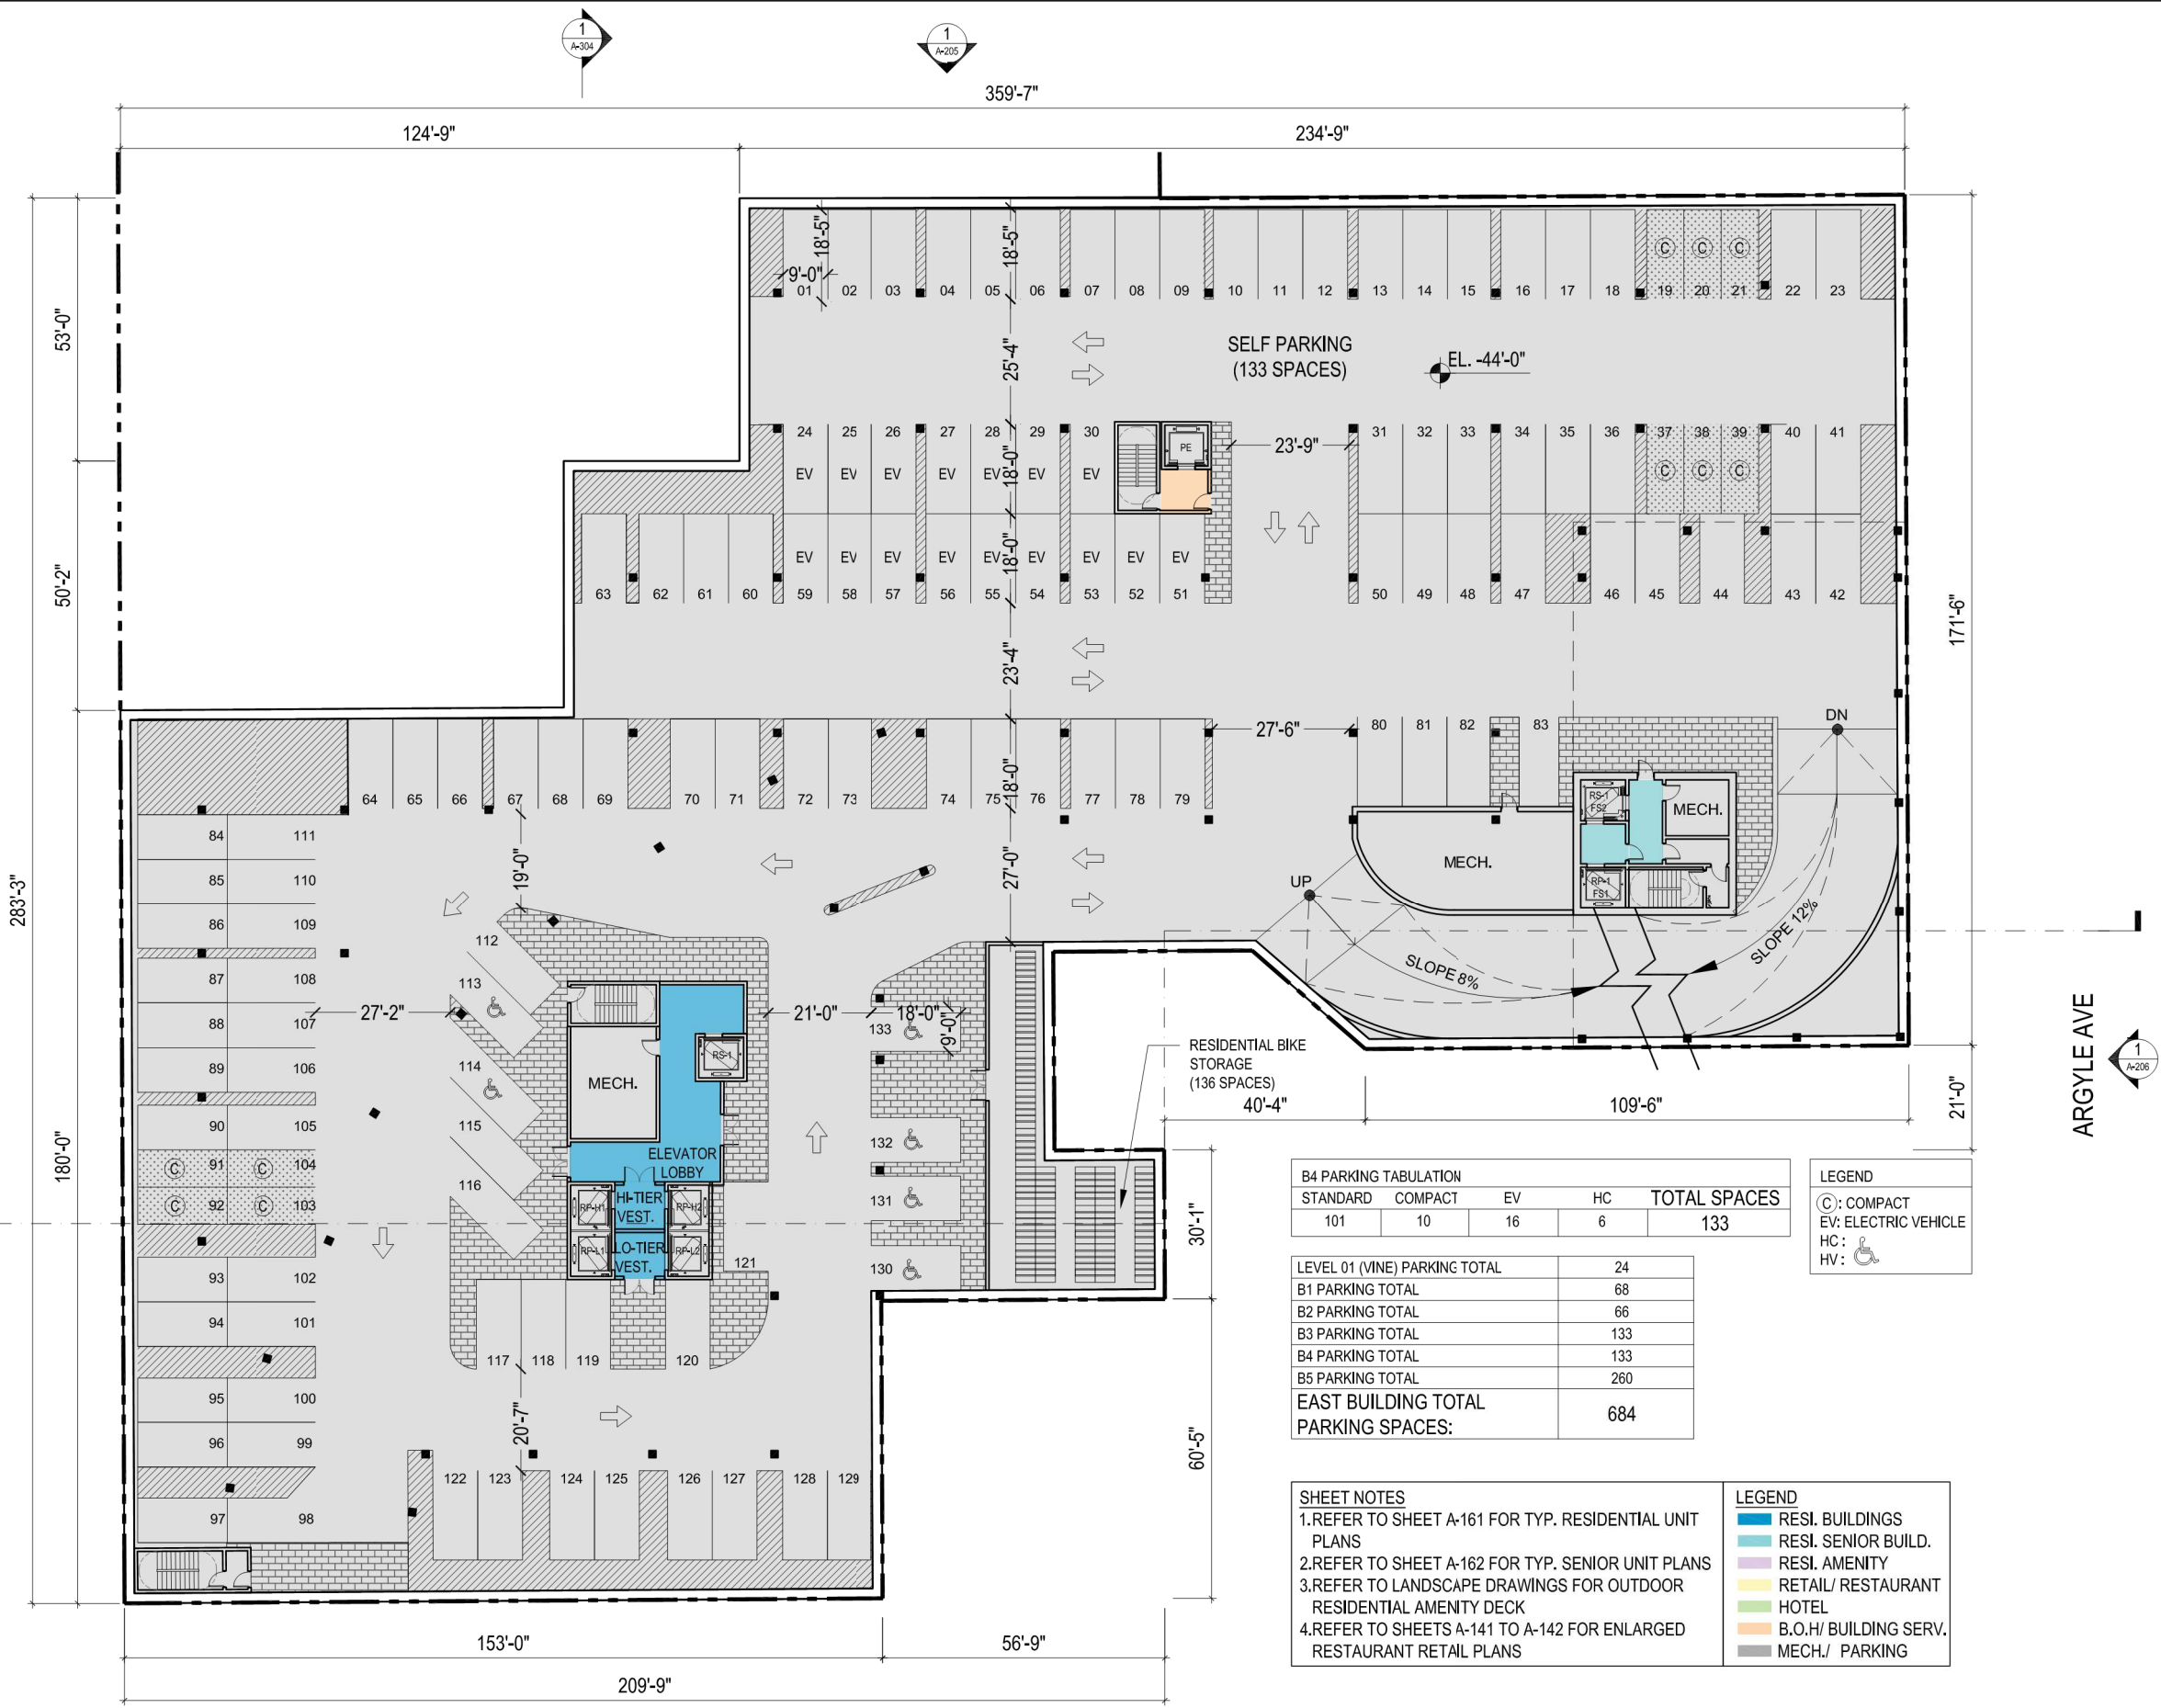 1
A-304
1
A-205
359'-7"
124'-9"
234'-9"
18'-5"
18'-5"
C C C
9'-0"
01 02 03 04 05 06 07 08 09 10 11 12 13 14 15 16 17 18 19 20 21 22 23
53'-0"
25'-4"
SELF PARKING
(133 SPACES)
EL. -44'-0"
24 25 26 27 28 29 30 31 32 33 34 35 36 37 38 39 40 41
PE
23'-9"
EV EV EV EV EV EV EV
C C C
18'-0"
50'-2"
18'-0"
EV EV EV EV EV EV EV EV EV
63 62 61 60 59 58 57 56 55 54 53 52 51 50 49 48 47 46 45 44 43 42
171'-6"
23'-4"
DN
27'-6"
80 81 82 83
18'-0"
64 65 66 67 68 69 70 71 72 73 74 75 76 77 78 79
RS-1
FS2
MECH.
84 111
MECH.
283'-3"
19'-0"
27'-0"
85 110
UP
RP-1
FS1
86 109
SLOPE 12%
112
SLOPE 8%
87 108
113
27'-2"
21'-0"
18'-0"
9'-0"
88 107
133
ARGYLE AVE
1
A-206
RS-1
RESIDENTIAL BIKE
STORAGE
(136 SPACES)
89 106
114
MECH.
40'-4"
109'-6"
21'-0"
90 105
115
132
180'-0"
C 91 C 104
ELEVATOR
LOBBY
116
131
C 92 C 103
HI-TIER
VEST.
RP-H1
RP-H2
LO-TIER
VEST.
RP-L1
RP-L2
121
130
30'-1"
93 102
94 101
117 118 119 120
95 100
96 99
20'-7"
60'-5"
122 123 124 125 126 127 128 129
97 98
153'-0"
56'-9"
209'-9"
B4 PARKING TABULATION
STANDARD COMPACT EV HC TOTAL SPACES
101 10 16 6 133
LEGEND
C : COMPACT
EV: ELECTRIC VEHICLE
HC :
HV :
LEVEL 01 (VINE) PARKING TOTAL 24
B1 PARKING TOTAL 68
B2 PARKING TOTAL 66
B3 PARKING TOTAL 133
B4 PARKING TOTAL 133
B5 PARKING TOTAL 260
EAST BUILDING TOTAL
PARKING SPACES: 684
SHEET NOTES
1.REFER TO SHEET A-161 FOR TYP. RESIDENTIAL UNIT
PLANS
2.REFER TO SHEET A-162 FOR TYP. SENIOR UNIT PLANS
3.REFER TO LANDSCAPE DRAWINGS FOR OUTDOOR
RESIDENTIAL AMENITY DECK
4.REFER TO SHEETS A-141 TO A-142 FOR ENLARGED
RESTAURANT RETAIL PLANS
LEGEND
RESI. BUILDINGS
RESI. SENIOR BUILD.
RESI. AMENITY
RETAIL/ RESTAURANT
HOTEL
B.O.H/ BUILDING SERV.
MECH./ PARKING